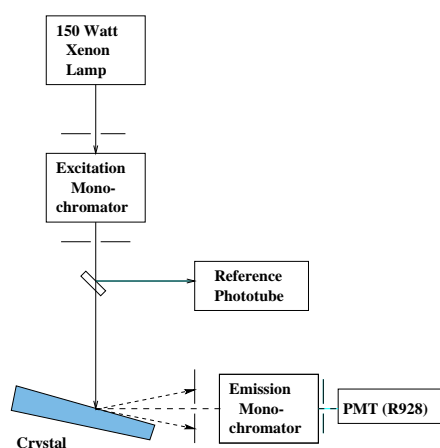 150 Watt
Xenon
Lamp
Excitation
Mono-
chromator
Reference
Phototube
Emission
Mono-
chromator
PMT (R928)
Crystal